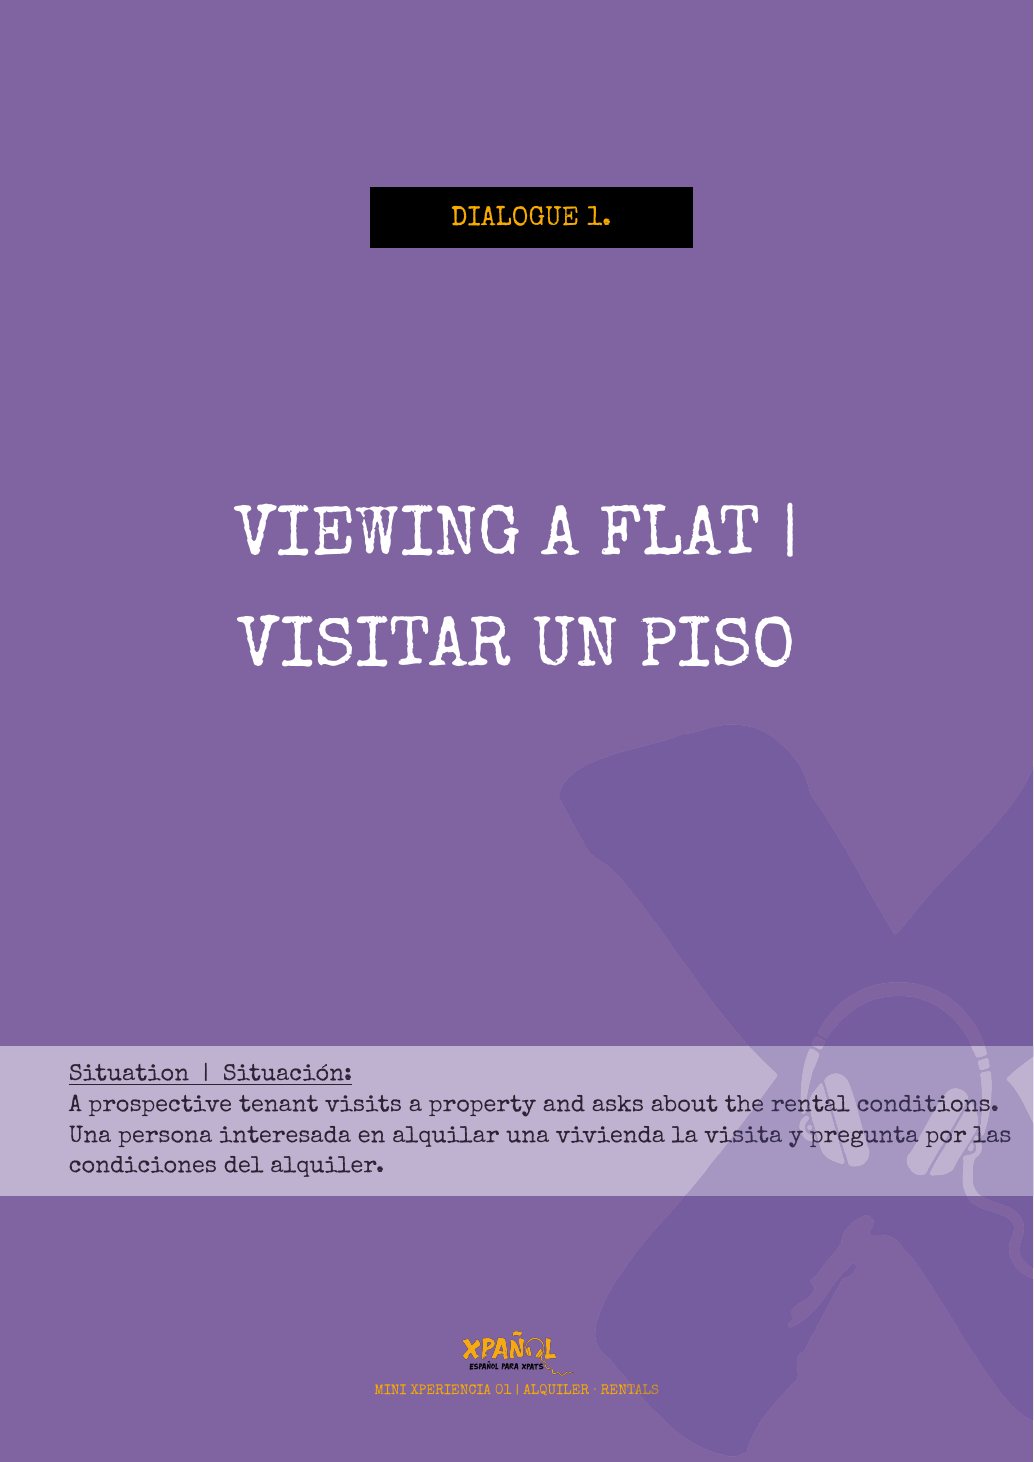 DIALOGUE 1.
VIEWING A FLAT |
VISITAR UN PISO
Situation | Situación:
A prospective tenant visits a property and asks about the rental conditions.
Una persona interesada en alquilar una vivienda la visita y pregunta por las
condiciones del alquiler.
XPAÑOL
ESPAÑOL PARA XPATS
MINI XPERIENCIA 01 | ALQUILER · RENTALS